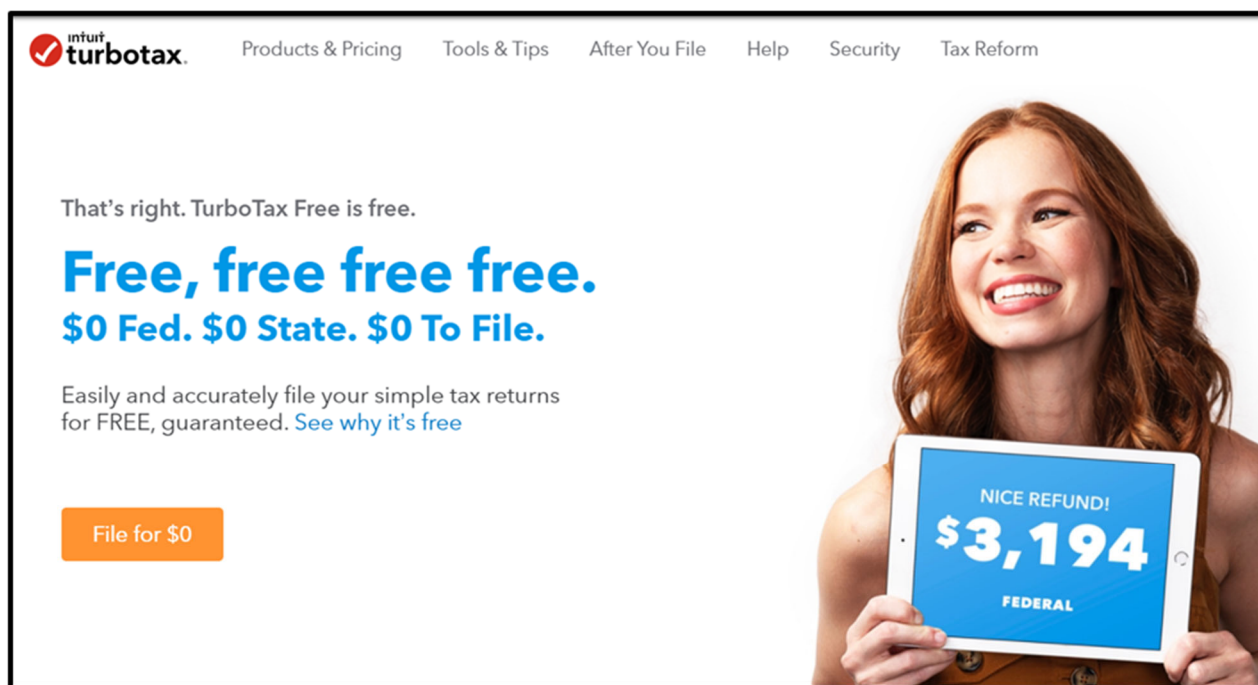 intuit
turbotax.
Products & Pricing
Tools & Tips
After You File
Help
Security
Tax Reform
That's right. TurboTax Free is free.
Free, free free free.
$0 Fed. $0 State. $0 To File.
Easily and accurately file your simple tax returns
for FREE, guaranteed. See why it's free
File for $0
NICE REFUND!
$3,194
FEDERAL